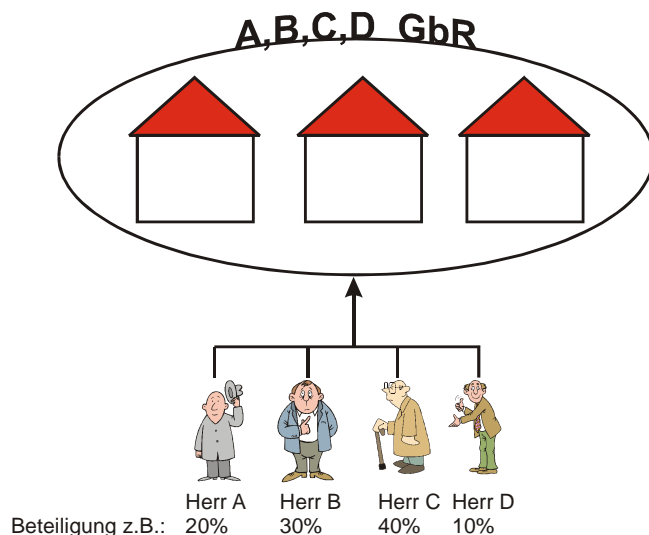 A,B,C,D GbR
Herr A Herr B Herr C Herr D
Beteiligung z.B.: 20% 30% 40% 10%